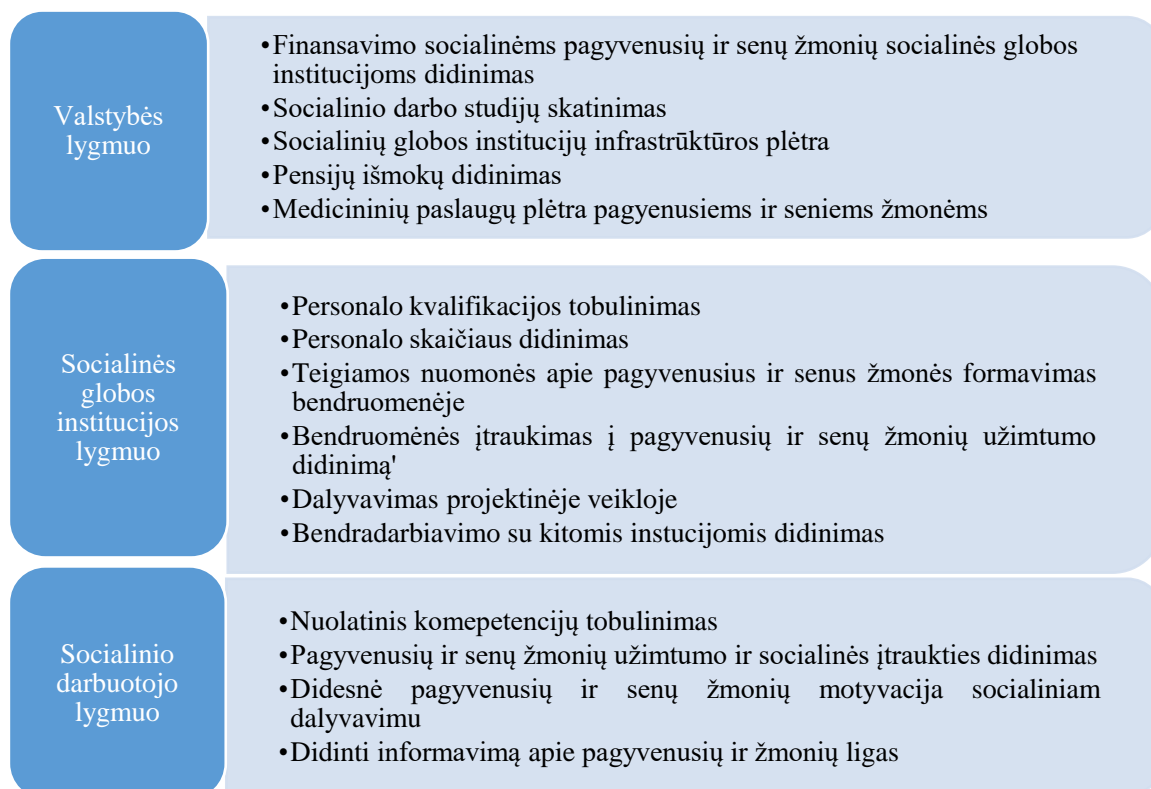 Valstybės
lygmuo
•Finansavimo socialinėms pagyvenusių ir senų žmonių socialinės globos
institucijoms didinimas
•Socialinio darbo studijų skatinimas
•Socialinių globos institucijų infrastrūktūros plėtra
•Pensijų išmokų didinimas
•Medicininių paslaugų plėtra pagyenusiems ir seniems žmonėms
Socialinės
globos
institucijos
lygmuo
•Personalo kvalifikacijos tobulinimas
•Personalo skaičiaus didinimas
•Teigiamos nuomonės apie pagyvenusius ir senus žmonės formavimas
bendruomenėje
•Bendruomėnės įtraukimas į pagyvenusių ir senų žmonių užimtumo
didinimą'
•Dalyvavimas projektinėje veikloje
•Bendradarbiavimo su kitomis instucijomis didinimas
Socialinio
darbuotojo
lygmuo
•Nuolatinis komepetencijų tobulinimas
•Pagyvenusių ir senų žmonių užimtumo ir socialinės įtraukties didinimas
•Didesnė pagyvenusių ir senų žmonių motyvacija socialiniam
dalyvavimu
•Didinti informavimą apie pagyvenusių ir žmonių ligas